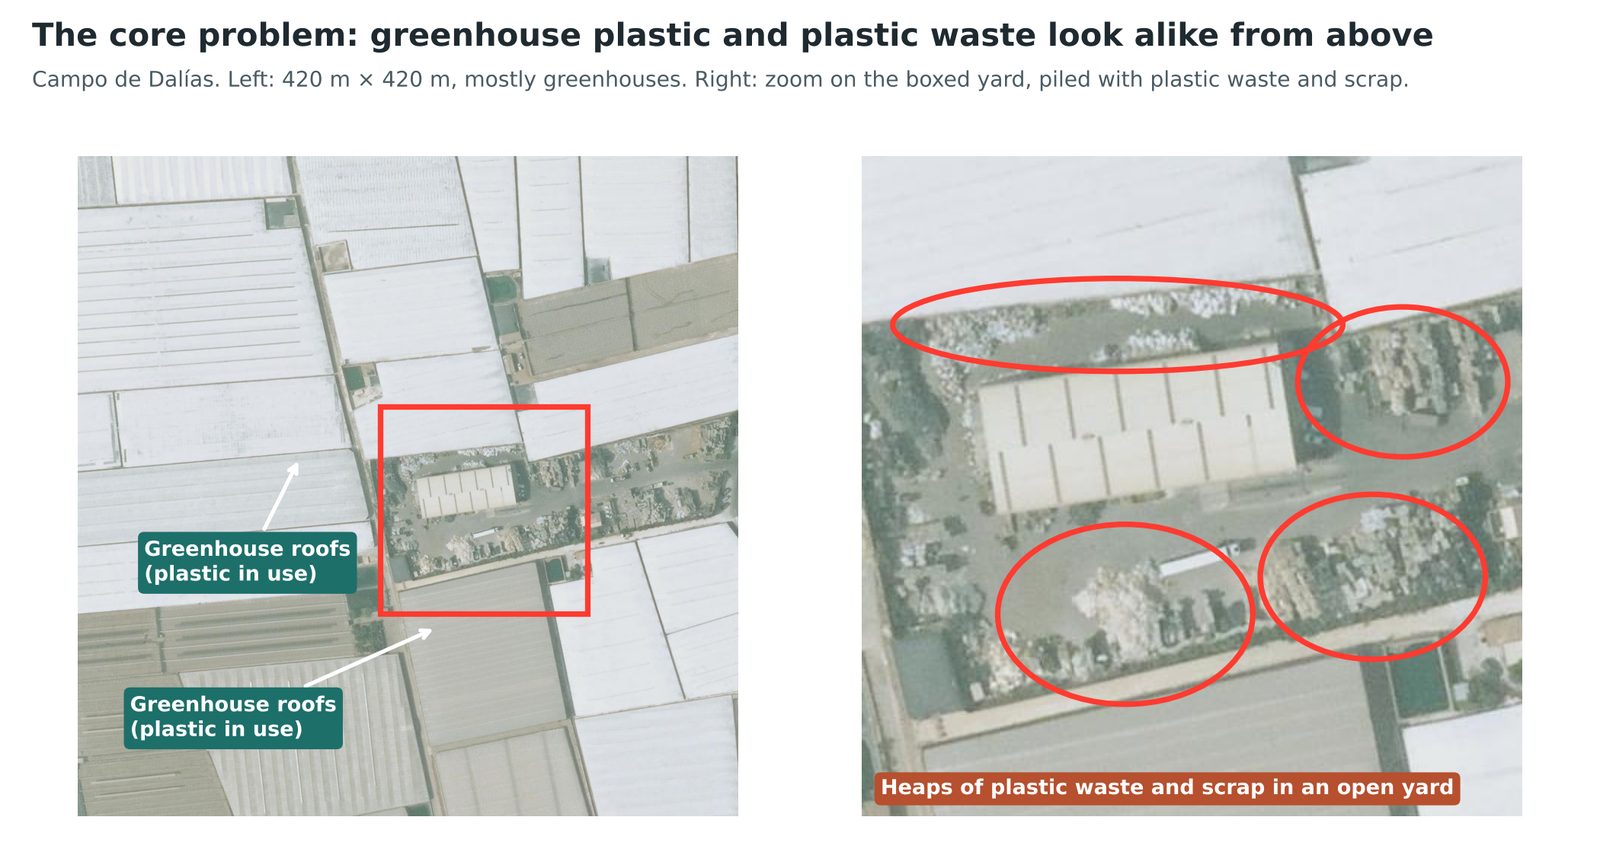 The core problem: greenhouse plastic and plastic waste look alike from above
Campo de Dalías. Left: 420 m × 420 m, mostly greenhouses. Right: zoom on the boxed yard, piled with plastic waste and scrap.
Greenhouse roofs
(plastic in use)
Greenhouse roofs
(plastic in use)
Heaps of plastic waste and scrap in an open yard